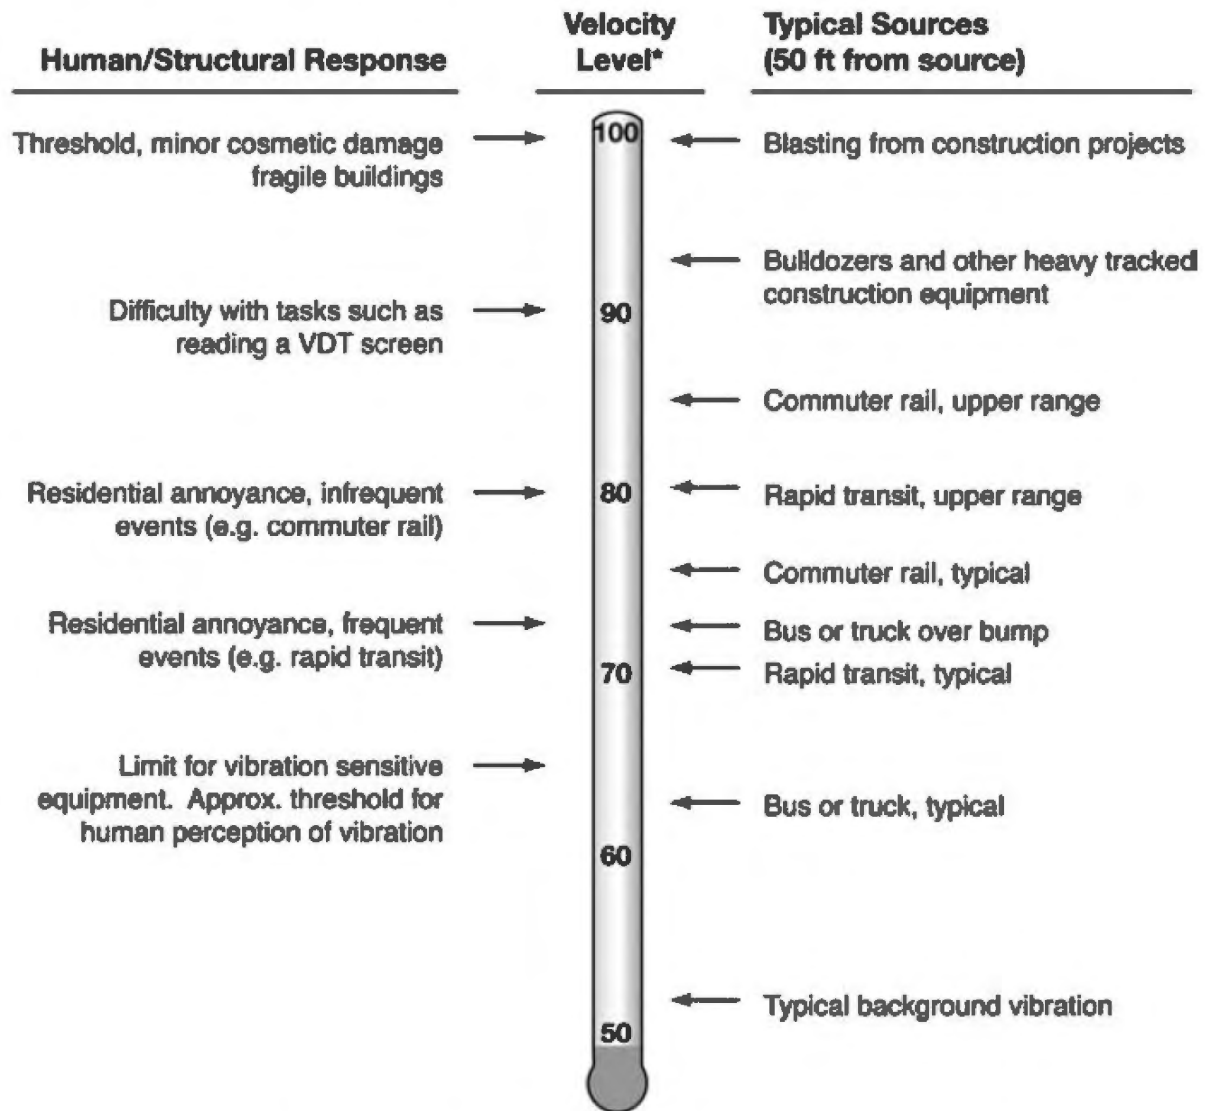 Human/Structural Response
Velocity
Level*
Typical Sources
(50 ft from source)
Threshold, minor cosmetic damage
fragile buildings
100
Blasting from construction projects
Bulldozers and other heavy tracked
construction equipment
Difficulty with tasks such as
reading a VDT screen
90
Commuter rail, upper range
Residential annoyance, infrequent
events (e.g. commuter rail)
80
Rapid transit, upper range
Commuter rail, typical
Residential annoyance, frequent
events (e.g. rapid transit)
Bus or truck over bump
70
Rapid transit, typical
Limit for vibration sensitive
equipment. Approx. threshold for
human perception of vibration
Bus or truck, typical
60
Typical background vibration
50